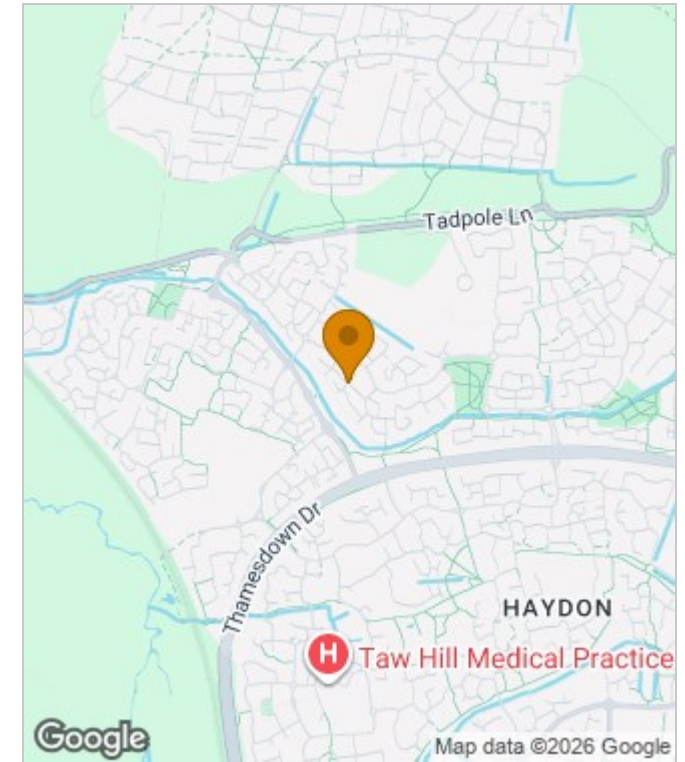 Tadpole Ln
Thamesdown Dr
HAYDON
H
Taw Hill Medical Practice
Google
Map data ©2026 Google